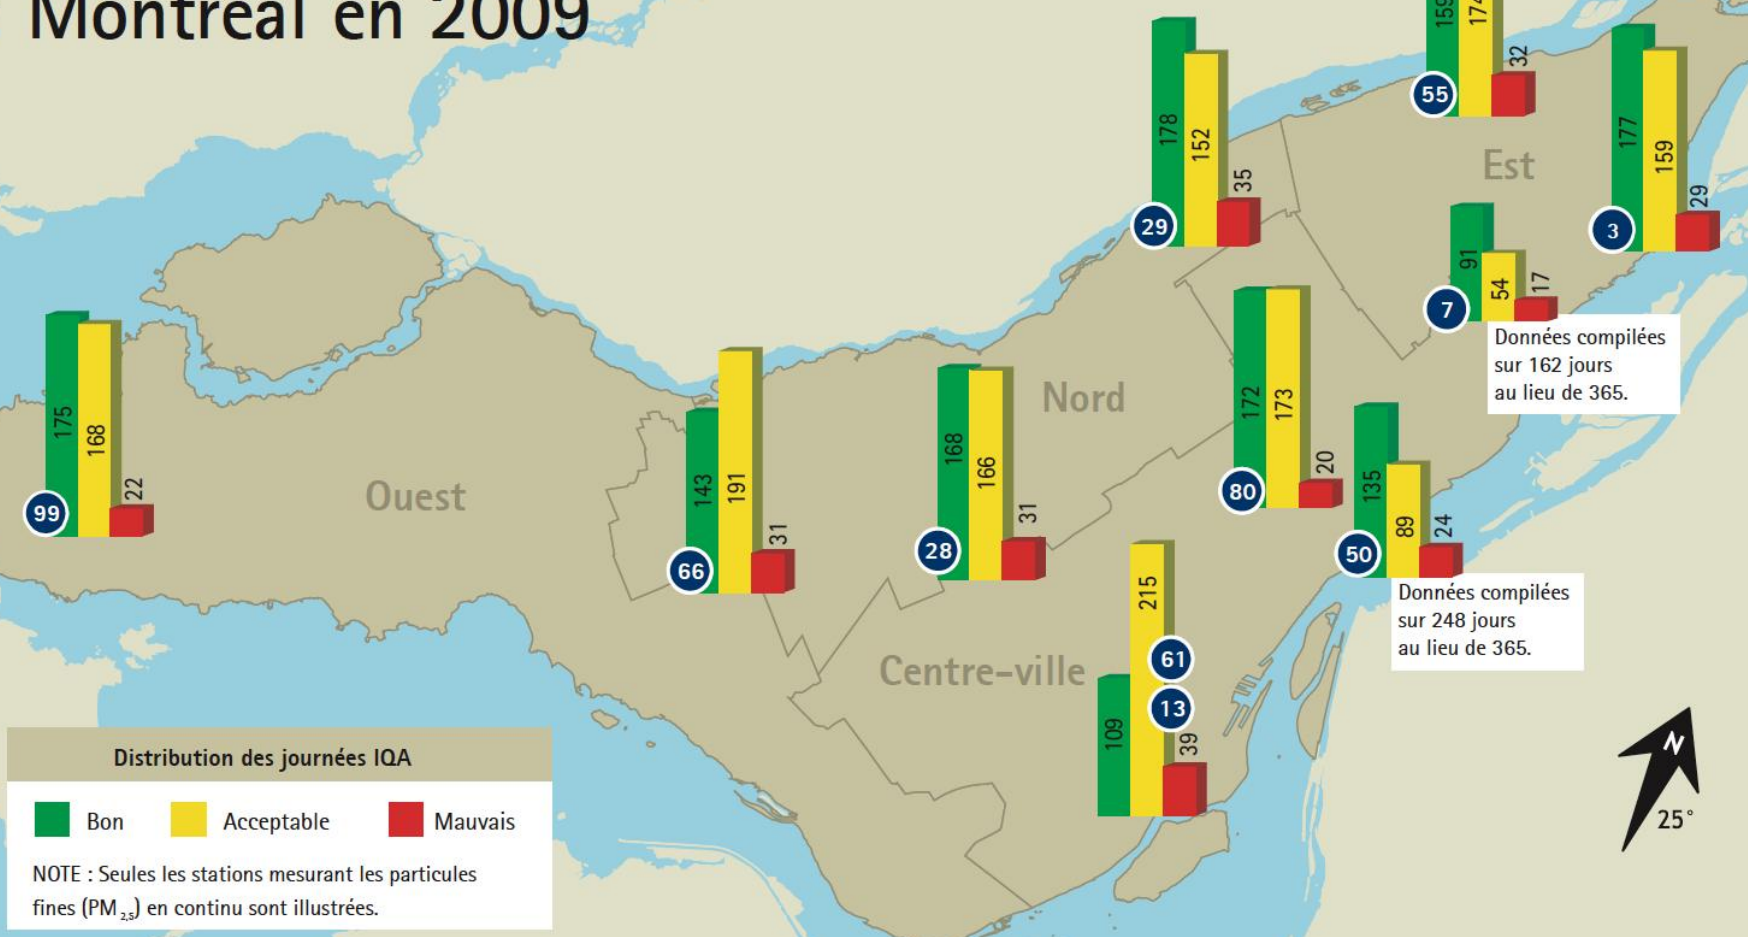 Montréal en 2009
159
174
32
55
178
152
35
29
177
159
29
3
Est
91
54
17
7
Données compilées
sur 162 jours
au lieu de 365.
175
168
22
99
Ouest
143
191
31
66
168
166
31
28
Nord
172
173
20
80
135
89
24
50
Données compilées
sur 248 jours
au lieu de 365.
Centre-ville
109
215
39
61
13
N
25°
Distribution des journées IQA
Bon Acceptable Mauvais
NOTE : Seules les stations mesurant les particules
fines (PM 2,5) en continu sont illustrées.